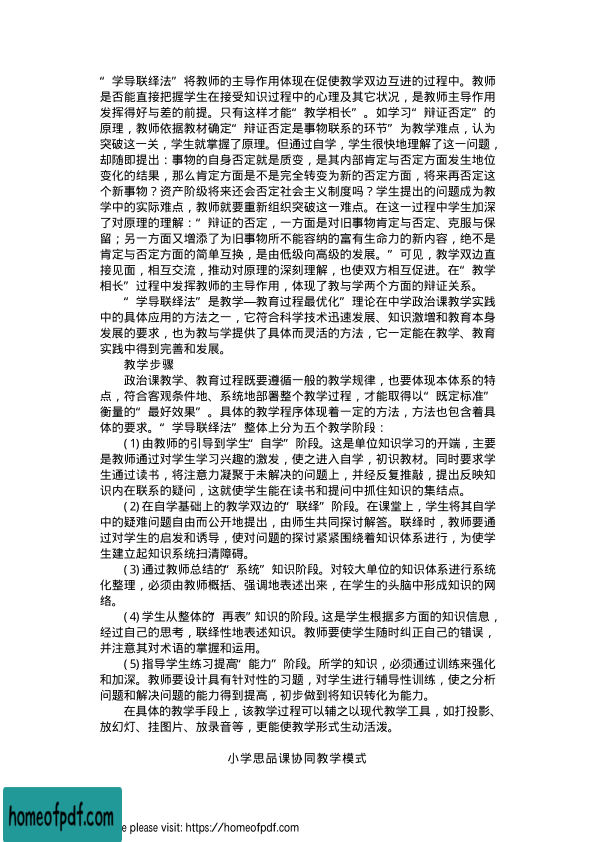 “学导联绎法”将教师的主导作用体现在促使教学双边互进的过程中。教师
是否能直接把握学生在接受知识过程中的心理及其它状况，是教师主导作用
发挥得好与差的前提。只有这样才能“教学相长”。如学习“辩证否定”的
原理，教师依据教材确定“辩证否定是事物联系的环节”为教学难点，认为
突破这一关，学生就掌握了原理。但通过自学，学生很快地理解了这一问题，
却随即提出：事物的自身否定就是质变，是其内部肯定与否定方面发生地位
变化的结果，那么肯定方面是不是完全转变为新的否定方面，将来再否定这
个新事物？资产阶级将来还会否定社会主义制度吗？学生提出的问题成为教
学中的实际难点，教师就要重新组织突破这一难点。在这一过程中学生加深
了对原理的理解：“辩证的否定，一方面是对旧事物肯定与否定、克服与保
留；另一方面又增添了为旧事物所不能容纳的富有生命力的新内容，绝不是
肯定与否定方面的简单互换，是由低级向高级的发展。”可见，教学双边直
接见面，相互交流，推动对原理的深刻理解，也使双方相互促进。在“教学
相长”过程中发挥教师的主导作用，体现了教与学两个方面的辩证关系。
“学导联绎法”是教学—教育过程最优化”理论在中学政治课教学实践
中的具体应用的方法之一，它符合科学技术迅速发展、知识激增和教育本身
发展的要求，也为教与学提供了具体而灵活的方法，它一定能在教学、教育
实践中得到完善和发展。
教学步骤
政治课教学、教育过程既要遵循一般的教学规律，也要体现本体系的特
点，符合客观条件地、系统地部署整个教学过程，才能取得以“既定标准”
衡量的“最好效果”。具体的教学程序体现着一定的方法，方法也包含着具
体的要求。“学导联绎法”整体上分为五个教学阶段：
(1)由教师的引导到学生“自学”阶段。这是单位知识学习的开端，主要
是教师通过对学生学习兴趣的激发，使之进入自学，初识教材。同时要求学
生通过读书，将注意力凝聚于未解决的问题上，并经反复推敲，提出反映知
识内在联系的疑问，这就使学生能在读书和提问中抓住知识的集结点。
(2)在自学基础上的教学双边的“联绎”阶段。在课堂上，学生将其自学
中的疑难问题自由而公开地提出，由师生共同探讨解答。联绎时，教师要通
过对学生的启发和诱导，使对问题的探讨紧紧围绕着知识体系进行，为使学
生建立起知识系统扫清障碍。
(3)通过教师总结的“系统”知识阶段。对较大单位的知识体系进行系统
化整理，必须由教师概括、强调地表述出来，在学生的头脑中形成知识的网
络。
(4)学生从整体的“再表”知识的阶段。这是学生根据多方面的知识信息，
经过自己的思考，联绎性地表述知识。教师要使学生随时纠正自己的错误，
并注意其对术语的掌握和运用。
(5)指导学生练习提高“能力”阶段。所学的知识，必须通过训练来强化
和加深。教师要设计具有针对性的习题，对学生进行辅导性训练，使之分析
问题和解决问题的能力得到提高，初步做到将知识转化为能力。
在具体的教学手段上，该教学过程可以辅之以现代教学工具，如打投影、
放幻灯、挂图片、放录音等，更能使教学形式生动活泼。
小学思品课协同教学模式
homeofpdf.com
e please visit: https://homeofpdf.com